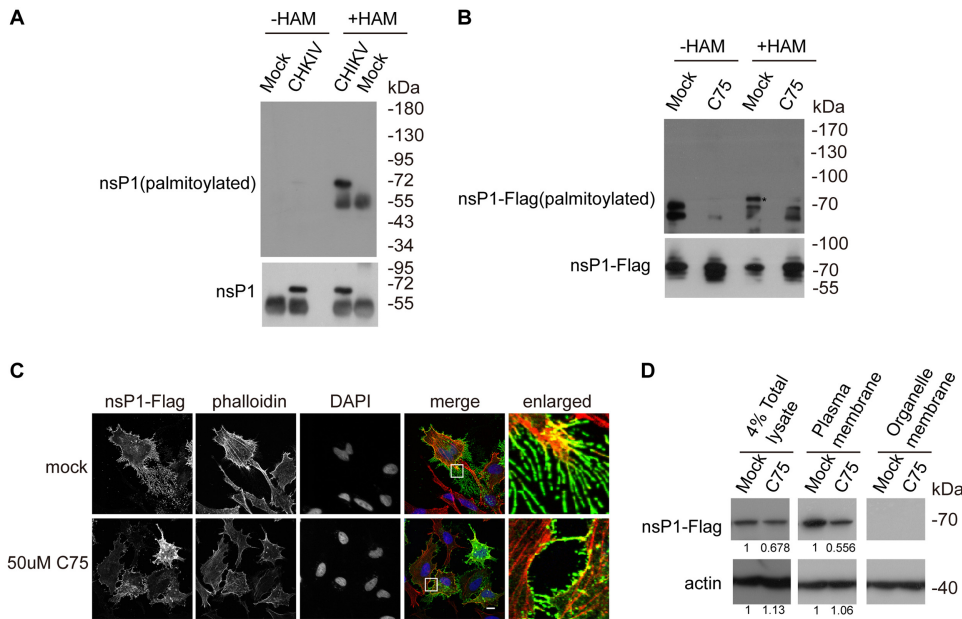 A
-HAM
+HAM
Mock
CHKIV
CHIKV
Mock
kDa
-180
-130
-95
-72
-55
-43
-34
nsP1(palmitoylated)
-95
-72
-55
nsP1
B
-HAM
+HAM
Mock
C75
Mock
C75
kDa
-170
-130
-100
-70
nsP1-Flag(palmitoylated)
*
-100
-70
-55
nsP1-Flag
C
nsP1-Flag phalloidin DAPI merge enlarged
mock
50uM C75
D
4% Total
lysate
Plasma
membrane
Organelle
membrane
Mock
C75
Mock
C75
Mock
C75
kDa
nsP1-Flag
-70
1 0.678 1 0.556
actin
-40
1 1.13 1 1.06